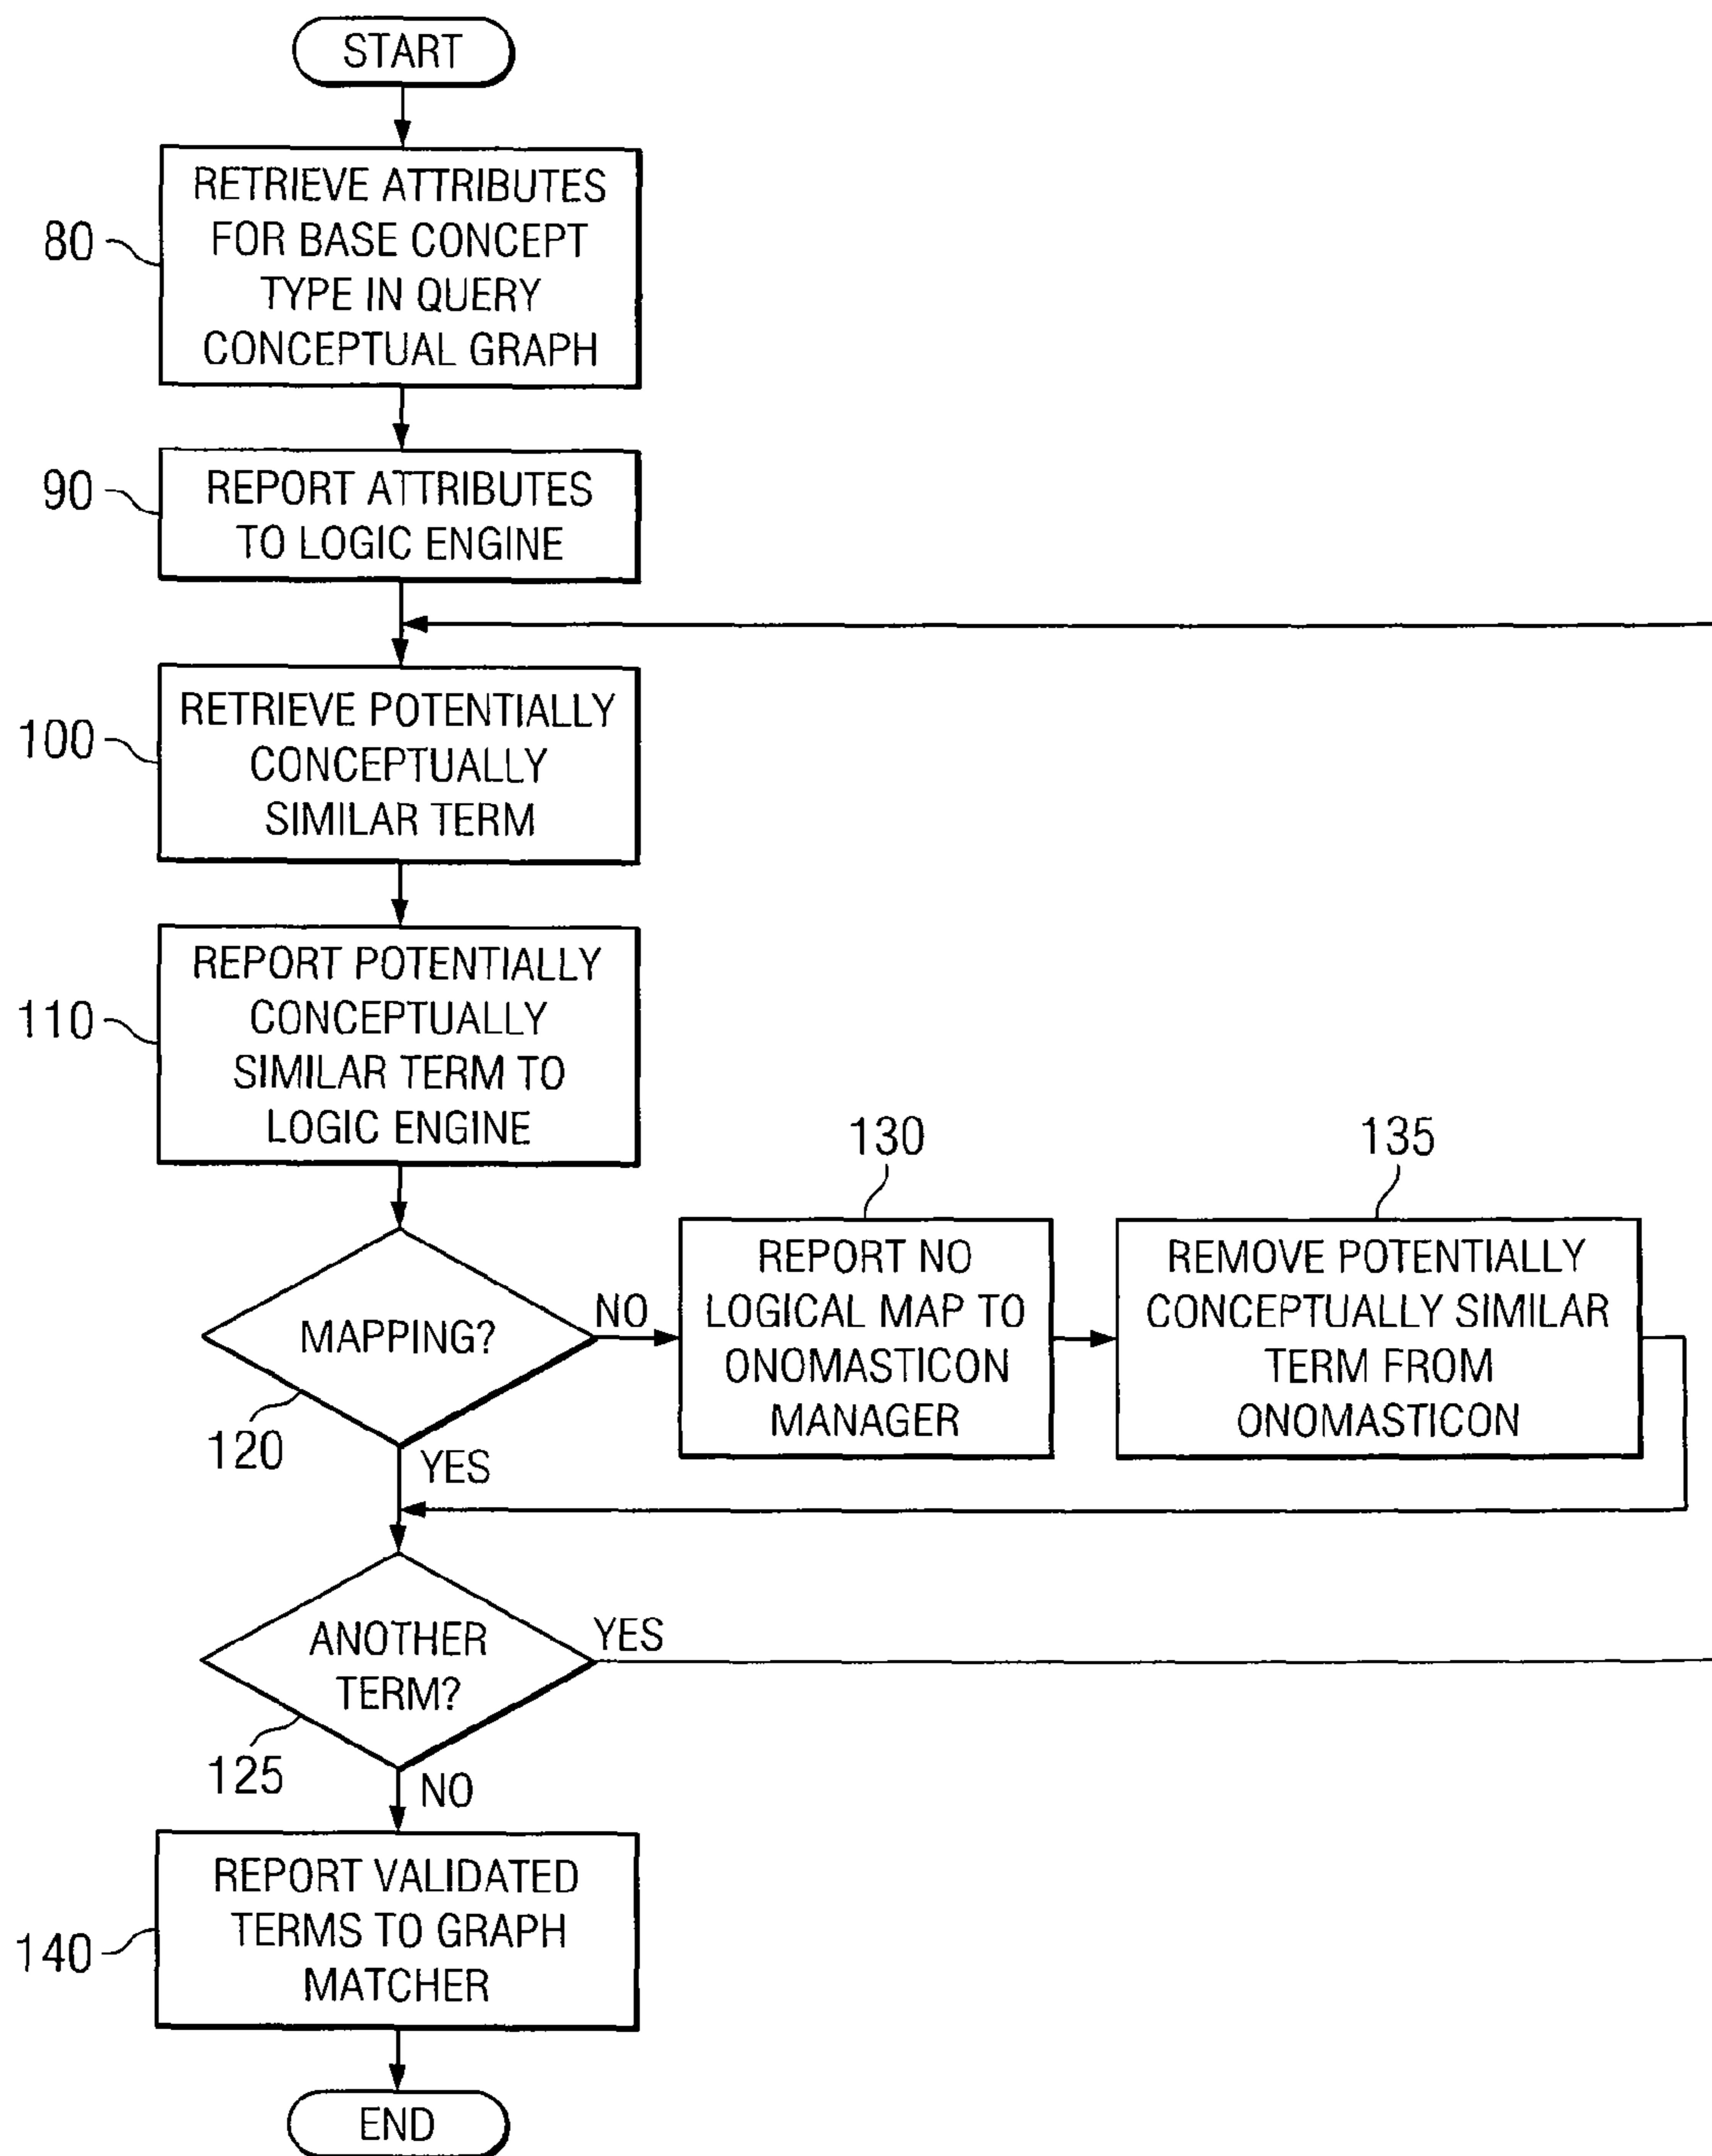 START
80
RETRIEVE ATTRIBUTES
FOR BASE CONCEPT
TYPE IN QUERY
CONCEPTUAL GRAPH
90
REPORT ATTRIBUTES
TO LOGIC ENGINE
100
RETRIEVE POTENTIALLY
CONCEPTUALLY
SIMILAR TERM
110
REPORT POTENTIALLY
CONCEPTUALLY
SIMILAR TERM TO
LOGIC ENGINE
MAPPING?
120
NO
YES
130
REPORT NO
LOGICAL MAP TO
ONOMASTICON
MANAGER
135
REMOVE POTENTIALLY
CONCEPTUALLY SIMILAR
TERM FROM
ONOMASTICON
ANOTHER
TERM?
125
YES
NO
140
REPORT VALIDATED
TERMS TO GRAPH
MATCHER
END